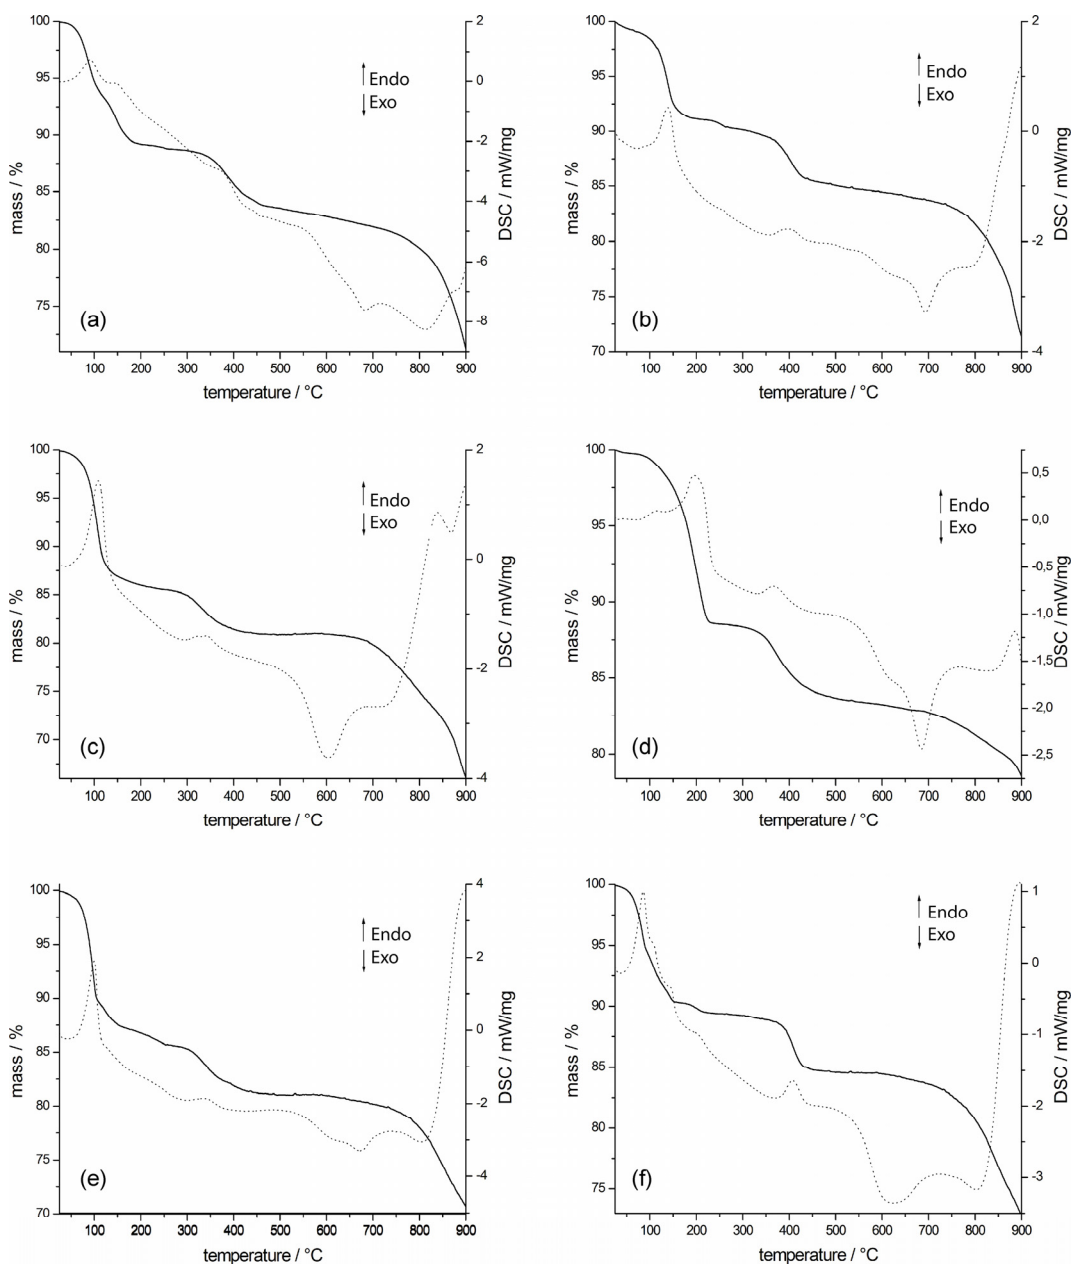 100
95
90
85
80
75
mass / %
2
0
-2
-4
-6
-8
DSC / mW/mg
Endo
Exo
(a)
100 200 300 400 500 600 700 800 900
temperature / °C
100
95
90
85
80
75
70
mass / %
2
0
-2
-4
DSC / mW/mg
Endo
Exo
(b)
100 200 300 400 500 600 700 800 900
temperature / °C
100
95
90
85
80
75
70
mass / %
2
0
-2
-4
DSC / mW/mg
Endo
Exo
(c)
100 200 300 400 500 600 700 800 900
temperature / °C
100
95
90
85
80
mass / %
0,5
0,0
-0,5
-1,0
-1,5
-2,0
-2,5
DSC / mW/mg
Endo
Exo
(d)
100 200 300 400 500 600 700 800 900
temperature / °C
100
95
90
85
80
75
70
mass / %
4
2
0
-2
-4
DSC / mW/mg
Endo
Exo
(e)
100 200 300 400 500 600 700 800 900
temperature / °C
100
95
90
85
80
75
mass / %
1
0
-1
-2
-3
DSC / mW/mg
Endo
Exo
(f)
100 200 300 400 500 600 700 800 900
temperature / °C